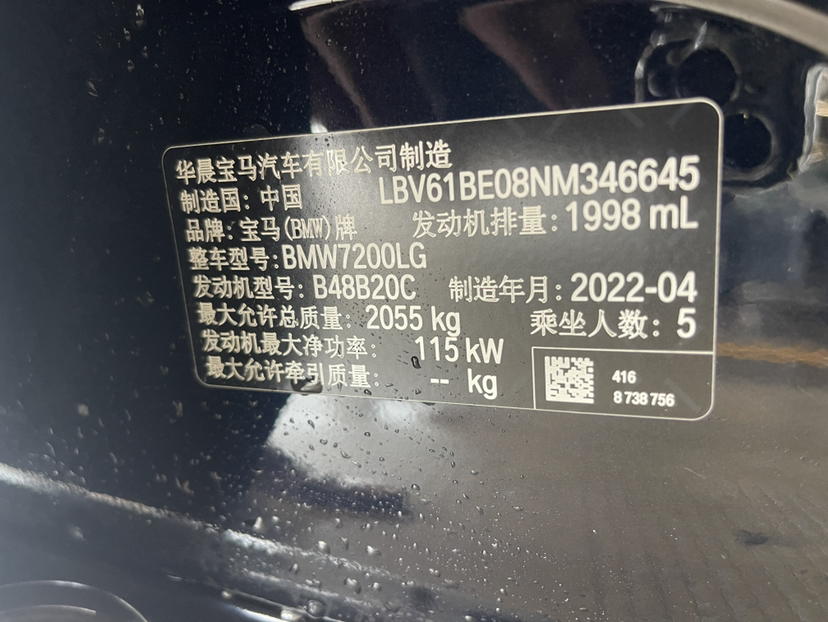 华晨宝马汽车有限公司制造
制造国: 中国 LBV61BE08NM346645
品牌: 宝马(BMW)牌 发动机排量: 1998 mL
整车型号: BMW7200LG
发动机型号: B48B20C 制造年月: 2022-04
最大允许总质量: 2055 kg 乘坐人数: 5
发动机最大净功率: 115 kW
最大允许牵引质量: -- kg
416
8 738 756